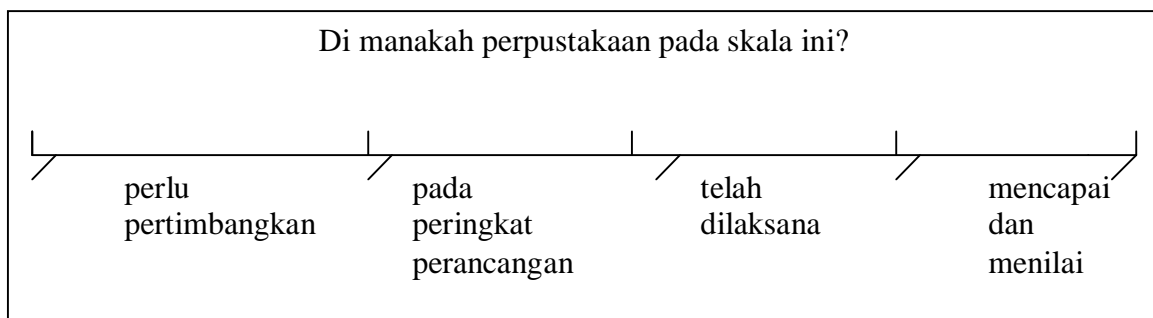 Di manakah perpustakaan pada skala ini?
perlu
pertimbangkan
pada
peringkat
perancangan
telah
dilaksana
mencapai
dan
menilai